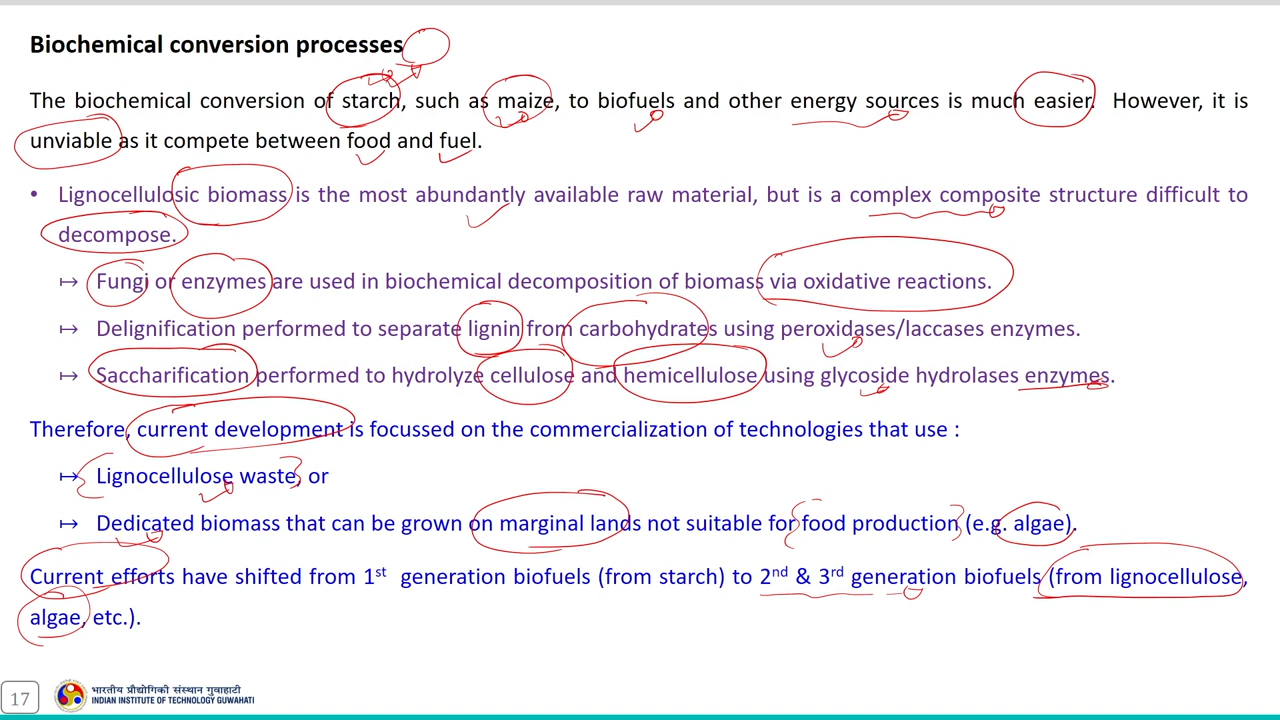 Biochemical conversion processes
The biochemical conversion of starch, such as maize, to biofuels and other energy sources is much easier. However, it is
unviable as it compete between food and fuel.
• Lignocellulosic biomass is the most abundantly available raw material, but is a complex composite structure difficult to
decompose.
↦ Fungi or enzymes are used in biochemical decomposition of biomass via oxidative reactions.
↦ Delignification performed to separate lignin from carbohydrates using peroxidases/laccases enzymes.
↦ Saccharification performed to hydrolyze cellulose and hemicellulose using glycoside hydrolases enzymes.
Therefore, current development is focussed on the commercialization of technologies that use :
↦ Lignocellulose waste, or
↦ Dedicated biomass that can be grown on marginal lands not suitable for food production (e.g. algae).
Current efforts have shifted from 1st generation biofuels (from starch) to 2nd & 3rd generation biofuels (from lignocellulose,
algae, etc.).
17
भारतीय प्रौद्योगिकी संस्थान गुवाहाटी
INDIAN INSTITUTE OF TECHNOLOGY GUWAHATI